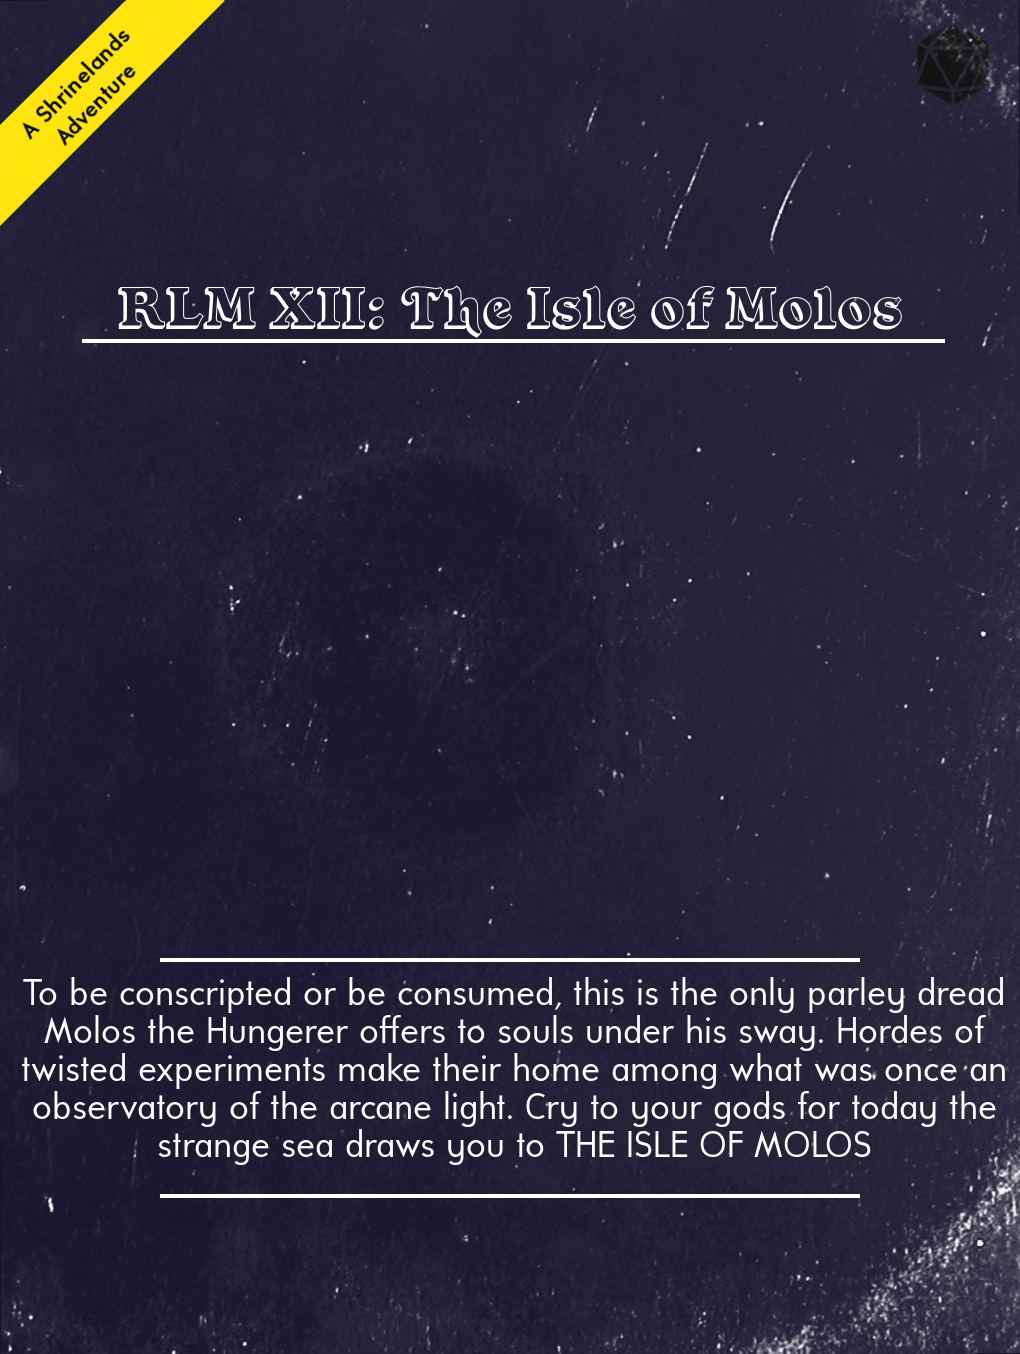 A Shrinelands
Adventure
RLM XII: The Isle of Molos
To be conscripted or be consumed, this is the only parley dread
Molos the Hungerer offers to souls under his sway. Hordes of
twisted experiments make their home among what was once an
observatory of the arcane light. Cry to your gods for today the
strange sea draws you to THE ISLE OF MOLOS